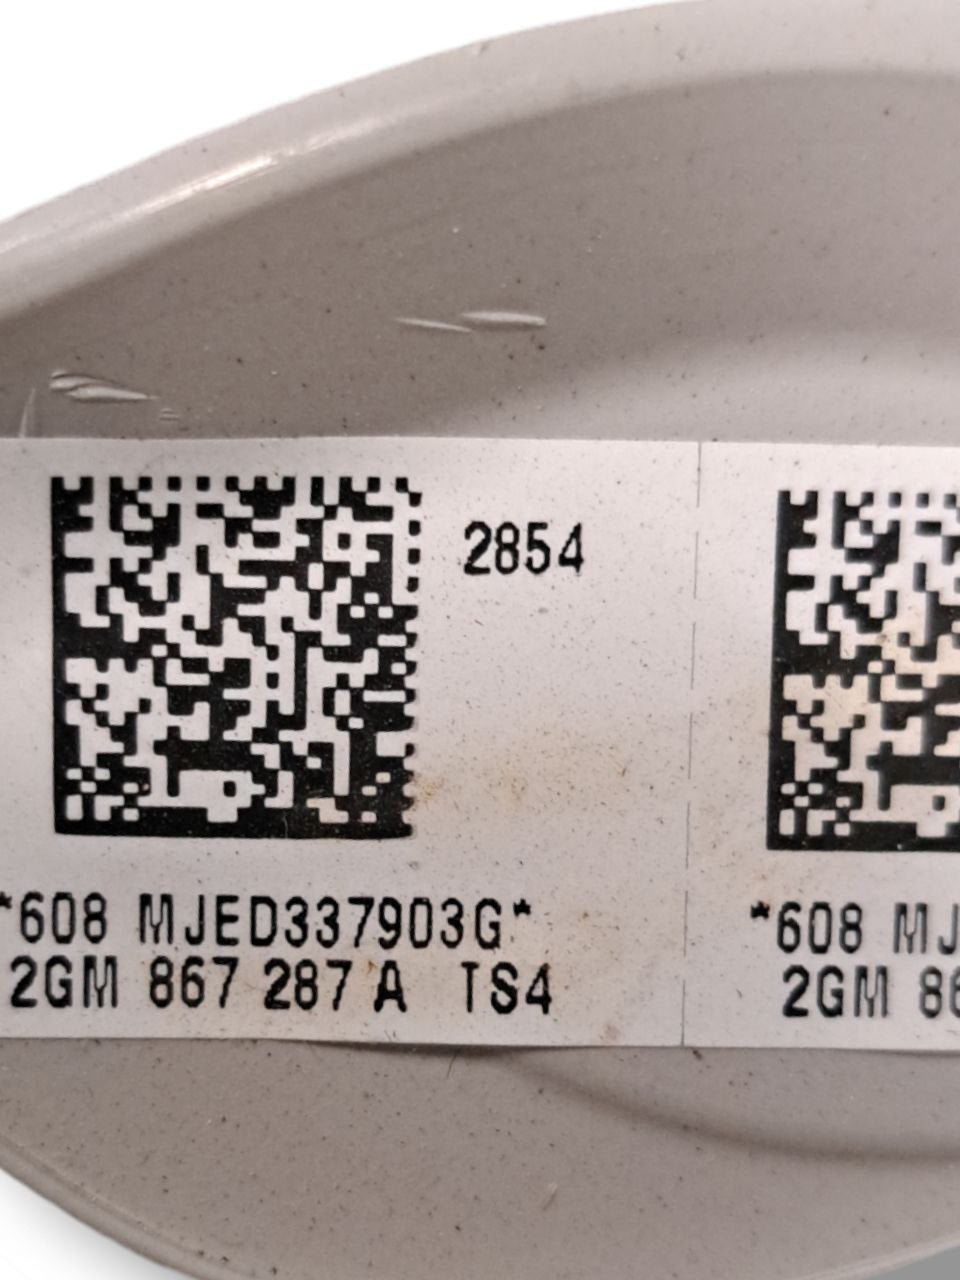 2854
*608 MJED337903G*
2GM 867 287 A TS4
*608 MJ
2GM 86